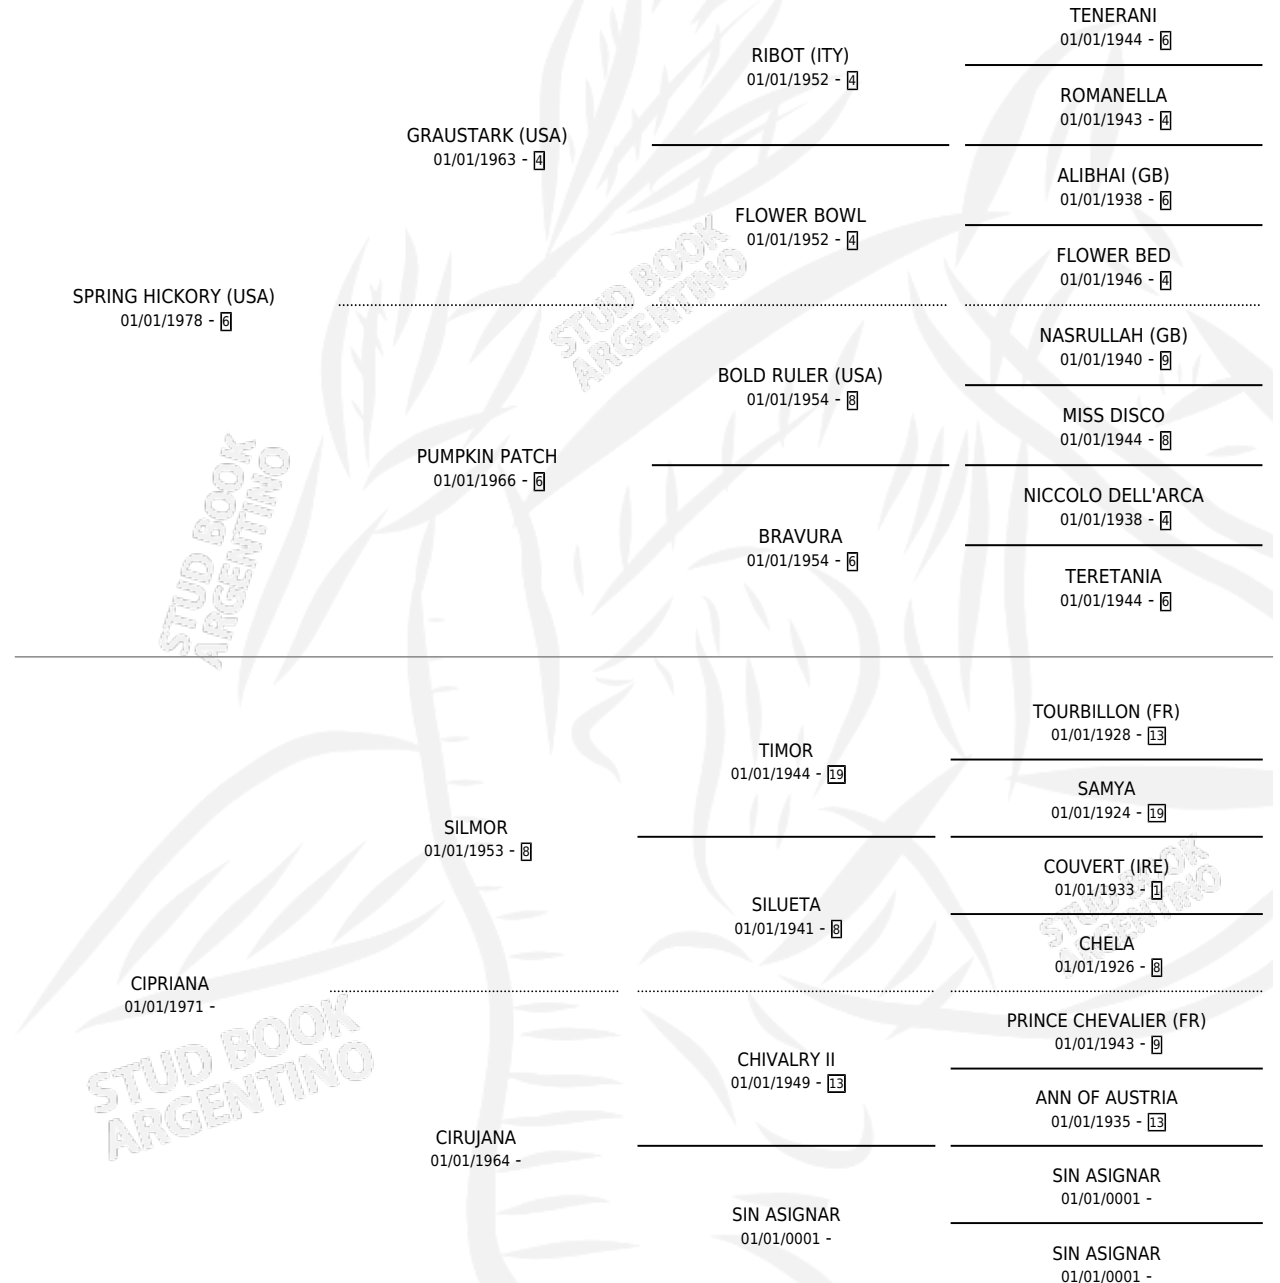 TENERANI
01/01/1944 - 6
RIBOT (ITY)
01/01/1952 - 4
ROMANELLA
01/01/1943 - 4
GRAUSTARK (USA)
01/01/1963 - 4
ALIBHAI (GB)
01/01/1938 - 6
FLOWER BOWL
01/01/1952 - 4
FLOWER BED
01/01/1946 - 4
SPRING HICKORY (USA)
01/01/1978 - 6
NASRULLAH (GB)
01/01/1940 - 9
BOLD RULER (USA)
01/01/1954 - 8
MISS DISCO
01/01/1944 - 8
PUMPKIN PATCH
01/01/1966 - 6
NICCOLO DELL'ARCA
01/01/1938 - 4
BRAVURA
01/01/1954 - 6
TERETANIA
01/01/1944 - 6
STUD BOOK
ARGENTINO
STUD BOOK
ARGENTINO
TOURBILLON (FR)
01/01/1928 - 13
TIMOR
01/01/1944 - 19
SAMYA
01/01/1924 - 19
SILMOR
01/01/1953 - 8
COUVERT (IRE)
01/01/1933 - 1
SILUETA
01/01/1941 - 8
CHELA
01/01/1926 - 8
CIPRIANA
01/01/1971 -
PRINCE CHEVALIER (FR)
01/01/1943 - 9
CHIVALRY II
01/01/1949 - 13
ANN OF AUSTRIA
01/01/1935 - 13
CIRUJANA
01/01/1964 -
SIN ASIGNAR
01/01/0001 -
SIN ASIGNAR
01/01/0001 -
SIN ASIGNAR
01/01/0001 -
STUD BOOK
ARGENTINO
STUD BOOK
ARGENTINO